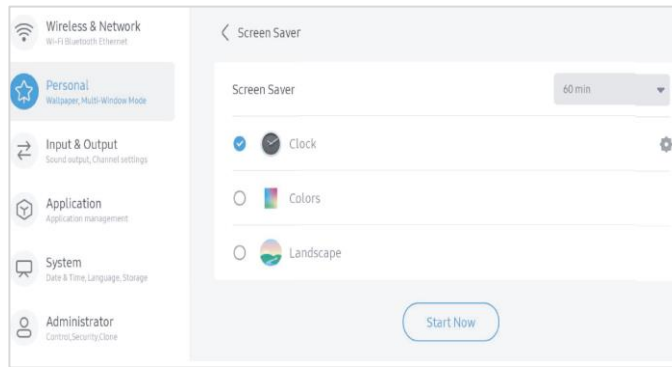 Wireless & Network
Wi-Fi Bluetooth Ethernet
Personal
Wallpaper, Multi-Window Mode
Input & Output
Sound output, Channel settings
Application
Application management
System
Date & Time, Language, Storage
Administrator
Control,Security,Clone
Screen Saver
Screen Saver
60 min
Clock
Colors
Landscape
Start Now